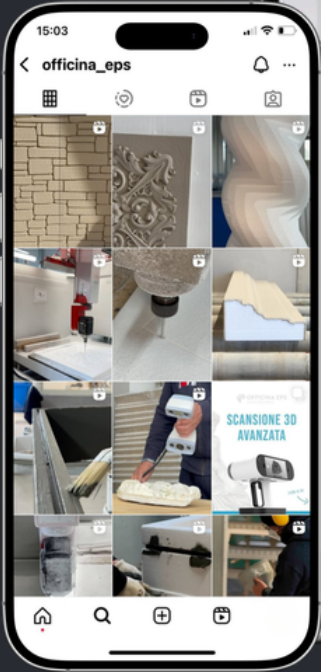 15:03
officina_eps
OFFICINA EPS
SCANSIONE 3D
AVANZATA